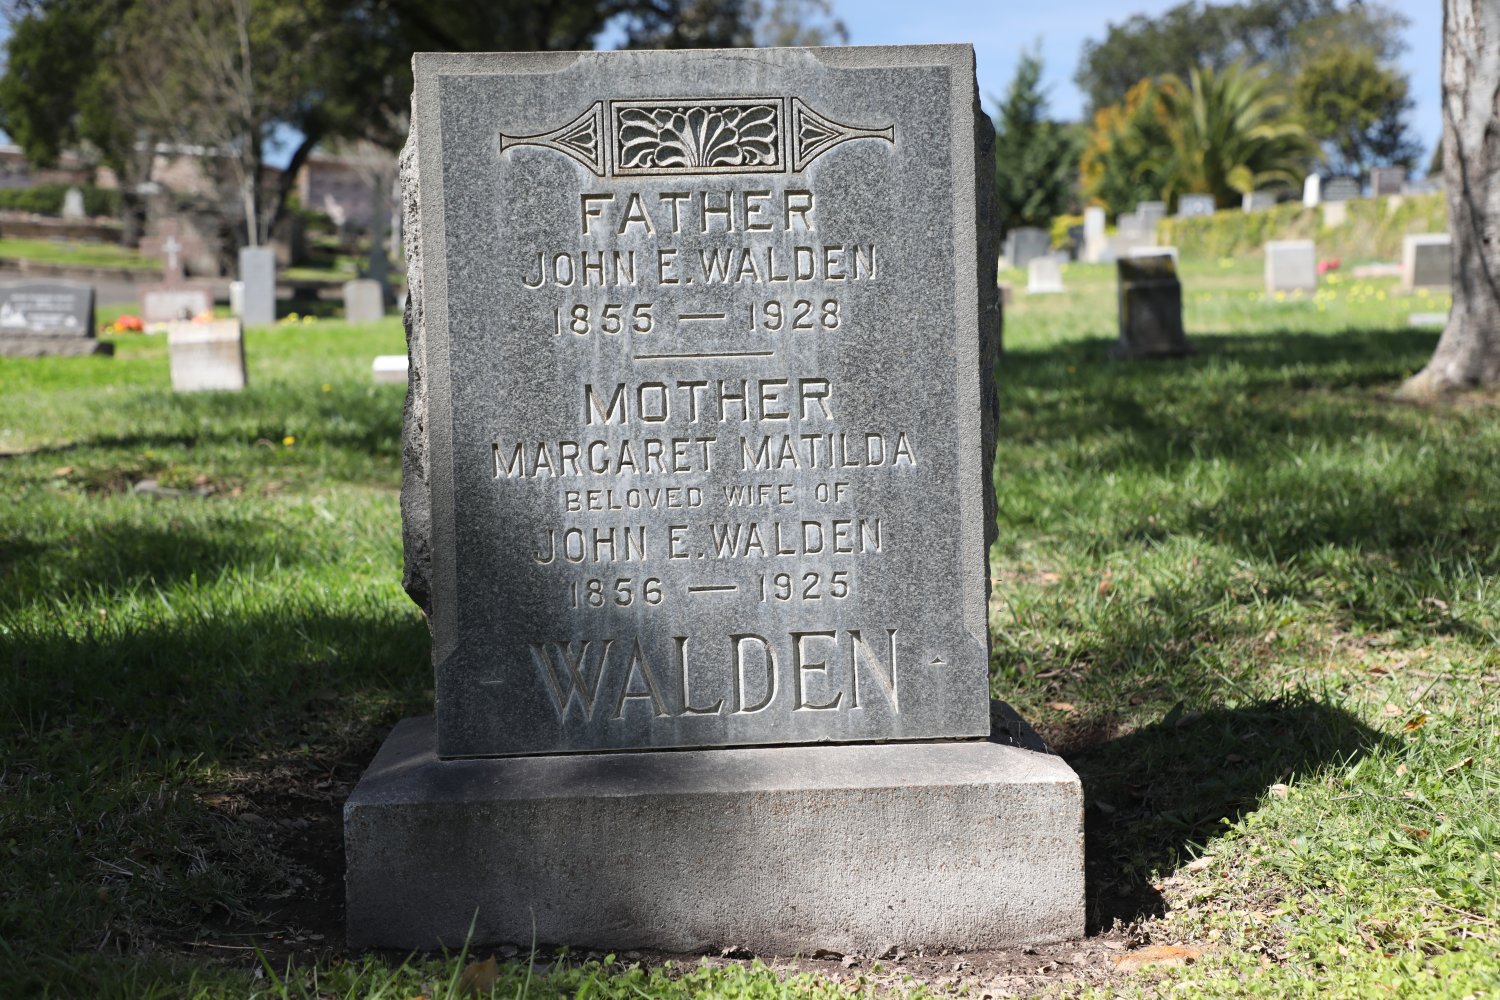 FATHER
JOHN E. WALDEN
1855 — 1928
MOTHER
MARGARET MATILDA
BELOVED WIFE OF
JOHN E. WALDEN
1856 — 1925
WALDEN